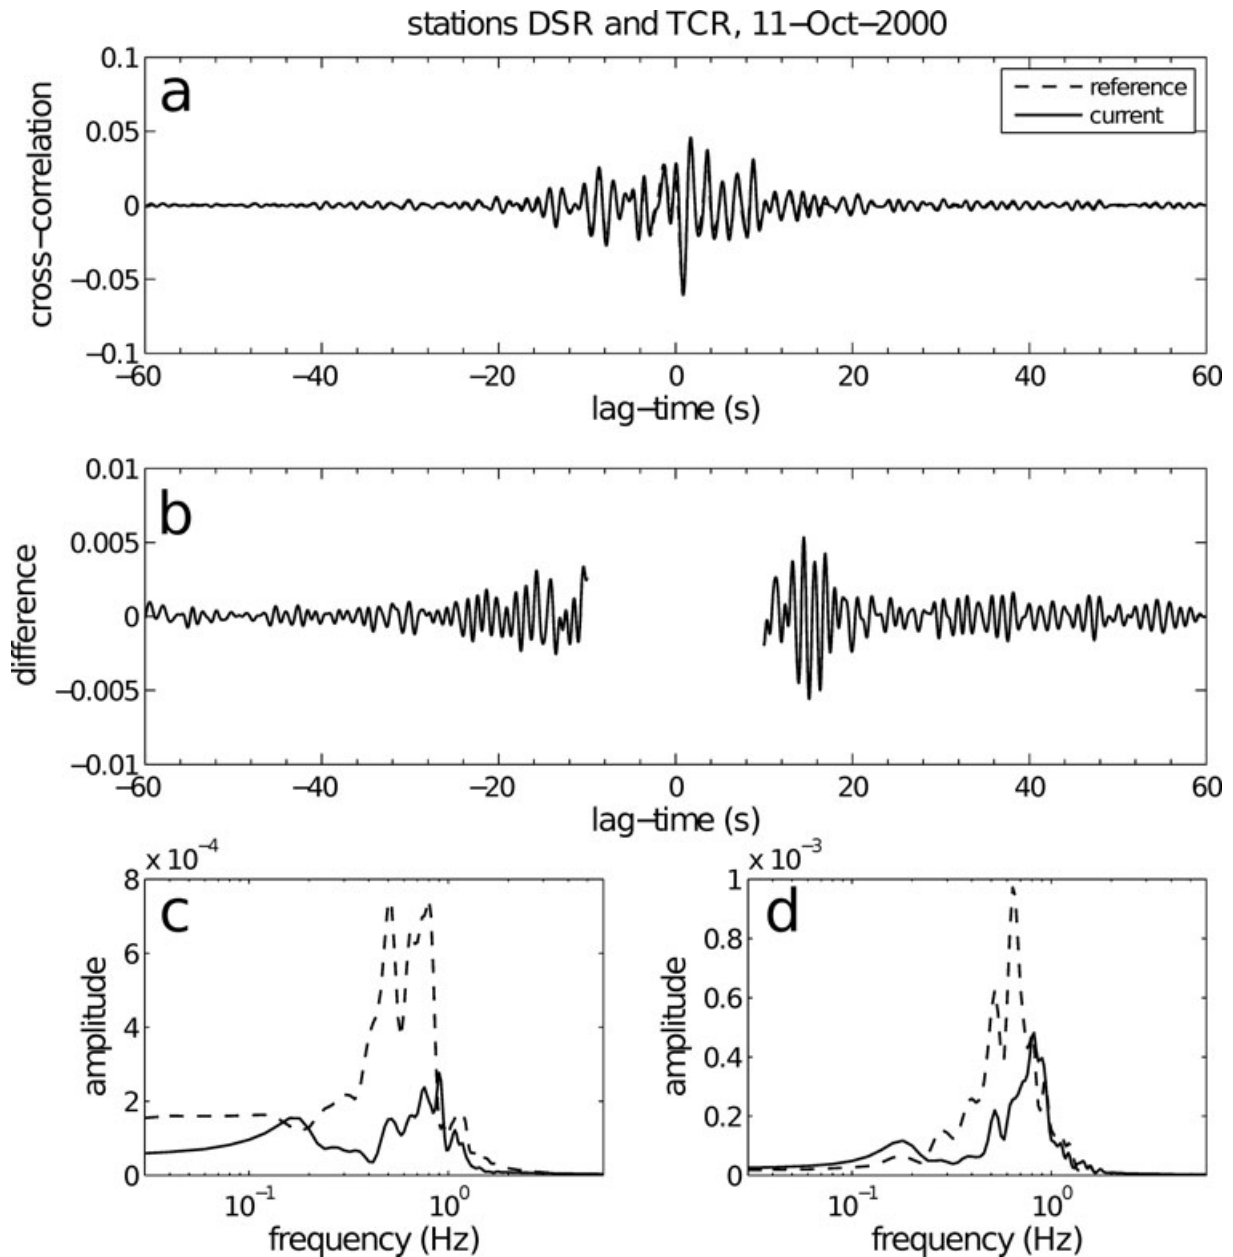 stations DSR and TCR, 11−Oct−2000
a
reference
current
0.1
0.05
0
−0.05
−0.1
cross−correlation
−60 −40 −20 0 20 40 60
lag−time (s)
b
0.01
0.005
0
−0.005
−0.01
difference
−60 −40 −20 0 20 40 60
lag−time (s)
x 10⁻⁴
c
8
6
4
2
0
amplitude
10⁻¹ 10⁰
frequency (Hz)
x 10⁻³
d
1
0.8
0.6
0.4
0.2
0
amplitude
10⁻¹ 10⁰
frequency (Hz)